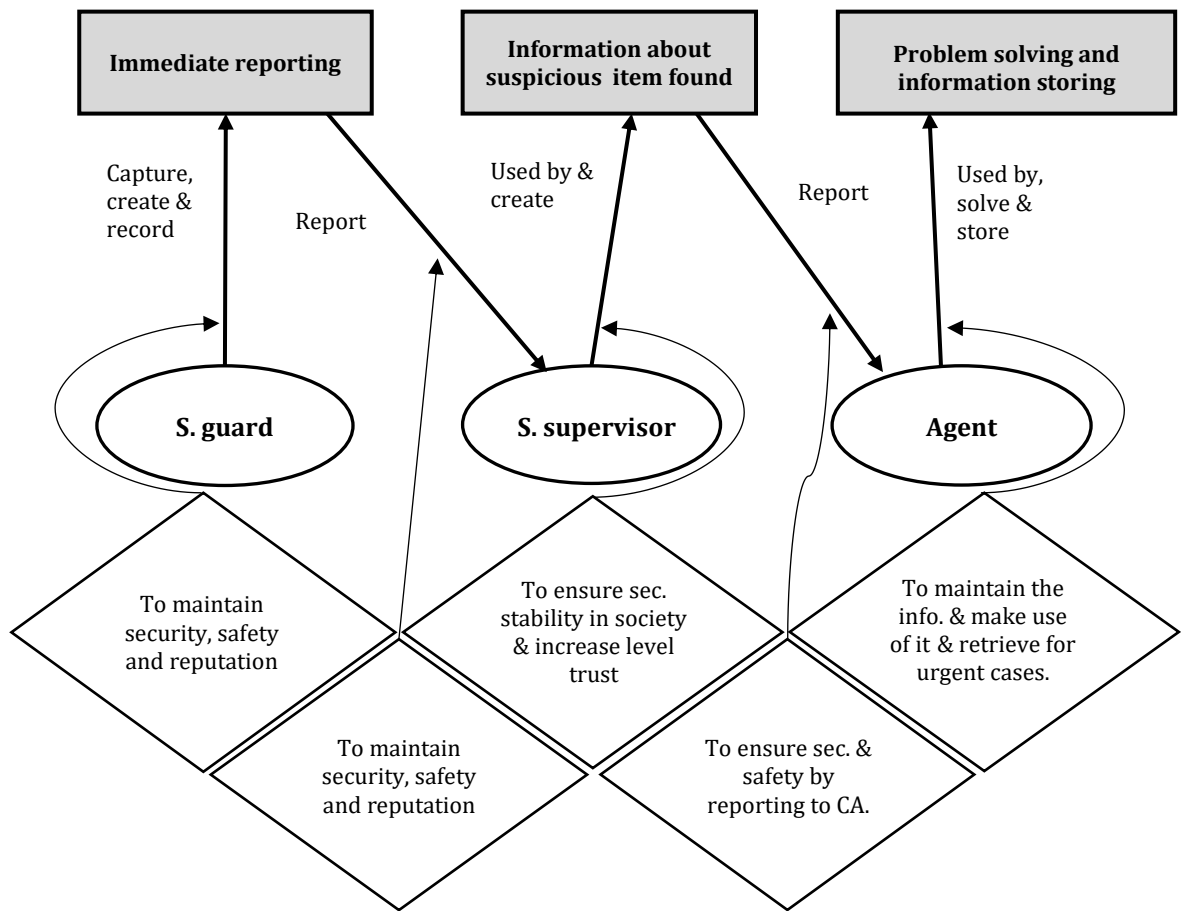 Immediate reporting
Information about
suspicious item found
Problem solving and
information storing
Capture,
create &
record
Report
Used by &
create
Report
Used by,
solve &
store
S. guard
S. supervisor
Agent
To maintain
security, safety
and reputation
To ensure sec.
stability in society
& increase level
trust
To maintain the
info. & make use
of it & retrieve for
urgent cases.
To maintain
security, safety
and reputation
To ensure sec. &
safety by
reporting to CA.